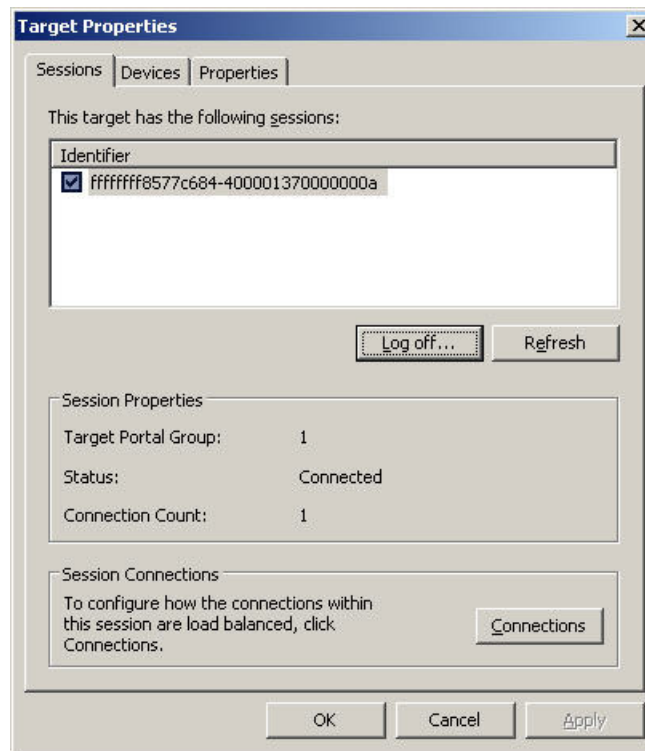 Target Properties
Sessions Devices Properties
This target has the following sessions:
Identifier
ffffffff8577c684-400001370000000a
Log off... Refresh
Session Properties
Target Portal Group: 1
Status: Connected
Connection Count: 1
Session Connections
To configure how the connections within
this session are load balanced, click
Connections.
Connections
OK Cancel Apply